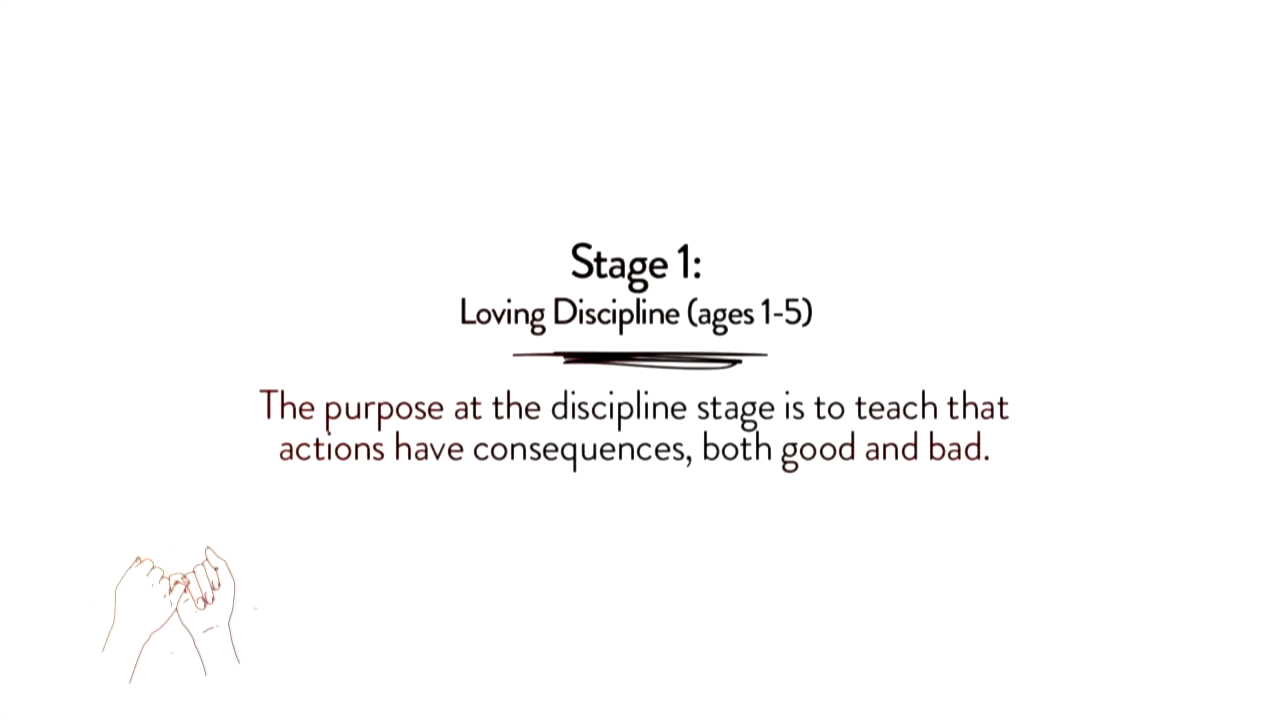 Stage 1:
Loving Discipline (ages 1-5)
The purpose at the discipline stage is to teach that
actions have consequences, both good and bad.